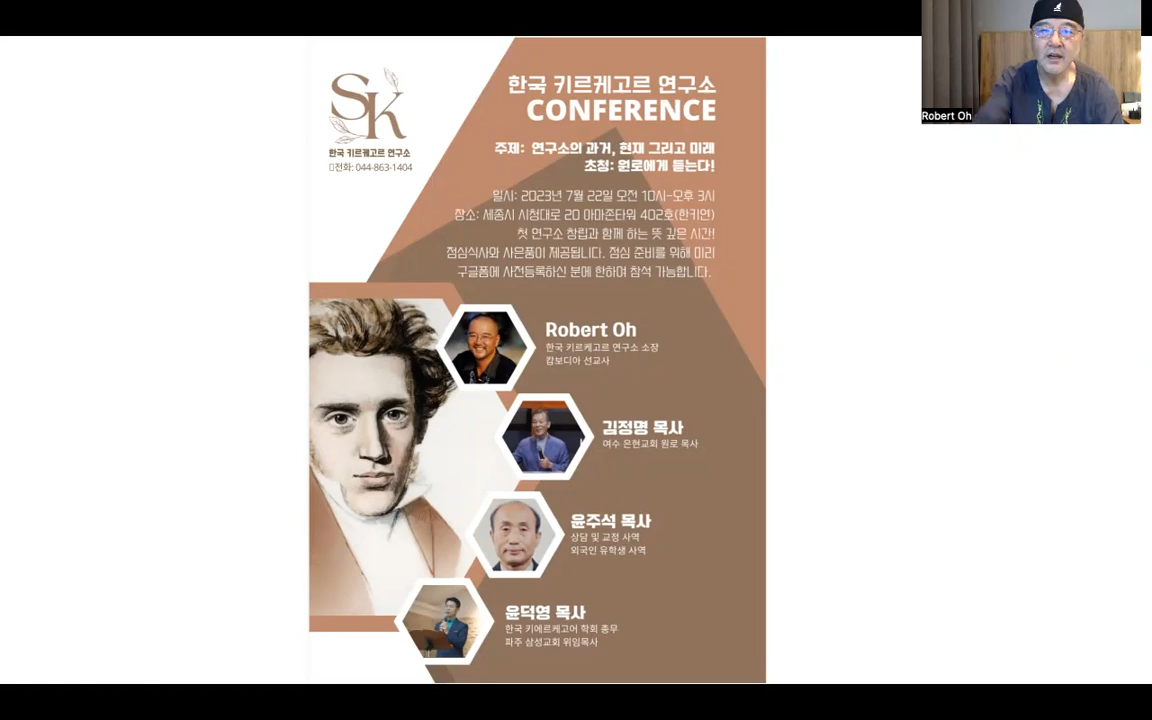 Robert Oh
SK
한국 키르케고르 연구소
전화: 044-863-1404
한국 키르케고르 연구소
CONFERENCE
주제: 연구소의 과거, 현재 그리고 미래
초청: 원로에게 듣는다!
일시: 2023년 7월 22일 오전 10시-오후 3시
장소: 세종시 시청대로 20 아마존타워 402호(한키연)
첫 연구소 창립과 함께 하는 뜻 깊은 시간!
점심식사와 사은품이 제공됩니다. 점심 준비를 위해 미리
구글폼에 사전등록하신 분에 한하여 참석 가능합니다.
Robert Oh
한국 키르케고르 연구소 소장
캄보디아 선교사
김정명 목사
여수 은현교회 원로 목사
윤주석 목사
상담 및 교정 사역
외국인 유학생 사역
윤덕영 목사
한국 키에르케고어 학회 총무
파주 삼성교회 위임목사